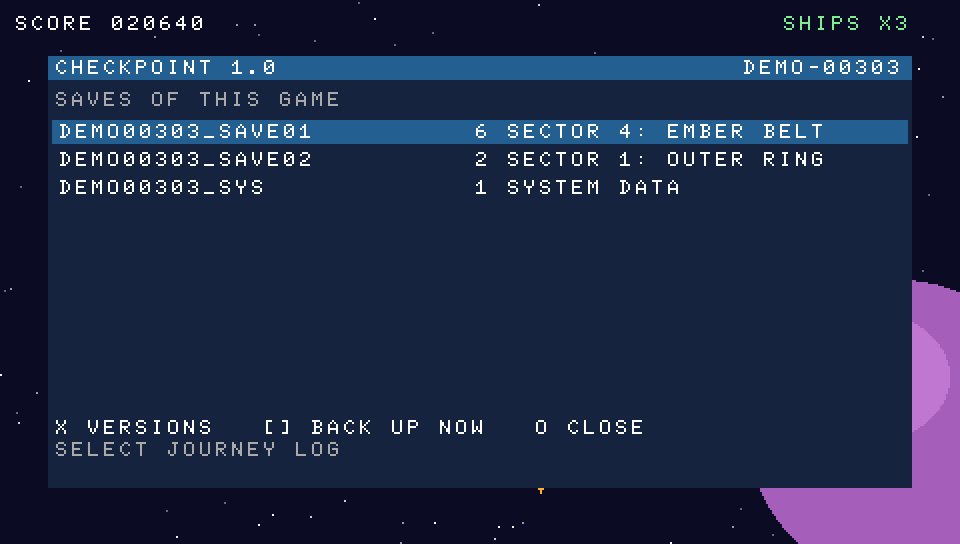 SCORE 020640 SHIPS X3
CHECKPOINT 1.0 DEMO-00303
SAVES OF THIS GAME
DEMO00303_SAVE01 6 SECTOR 4: EMBER BELT
DEMO00303_SAVE02 2 SECTOR 1: OUTER RING
DEMO00303_SYS 1 SYSTEM DATA
X VERSIONS [] BACK UP NOW O CLOSE
SELECT JOURNEY LOG